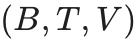 (B, T, V)